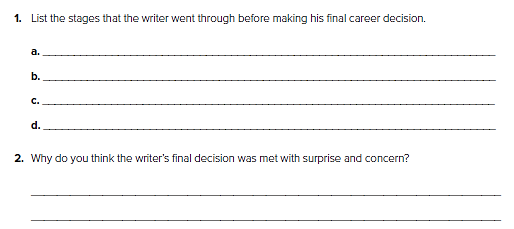 1. List the stages that the writer went through before making his final career decision.
a.
b.
c.
d.
2. Why do you think the writer's final decision was met with surprise and concern?